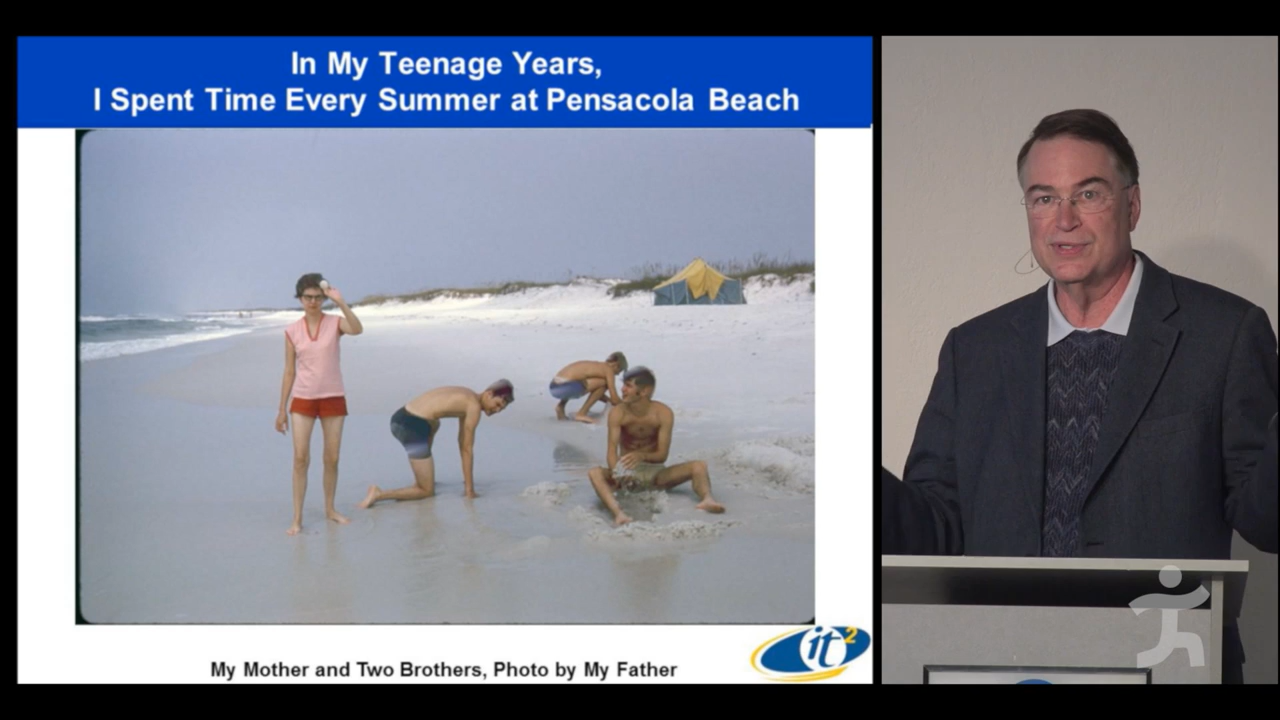 In My Teenage Years,
I Spent Time Every Summer at Pensacola Beach
it2
My Mother and Two Brothers, Photo by My Father